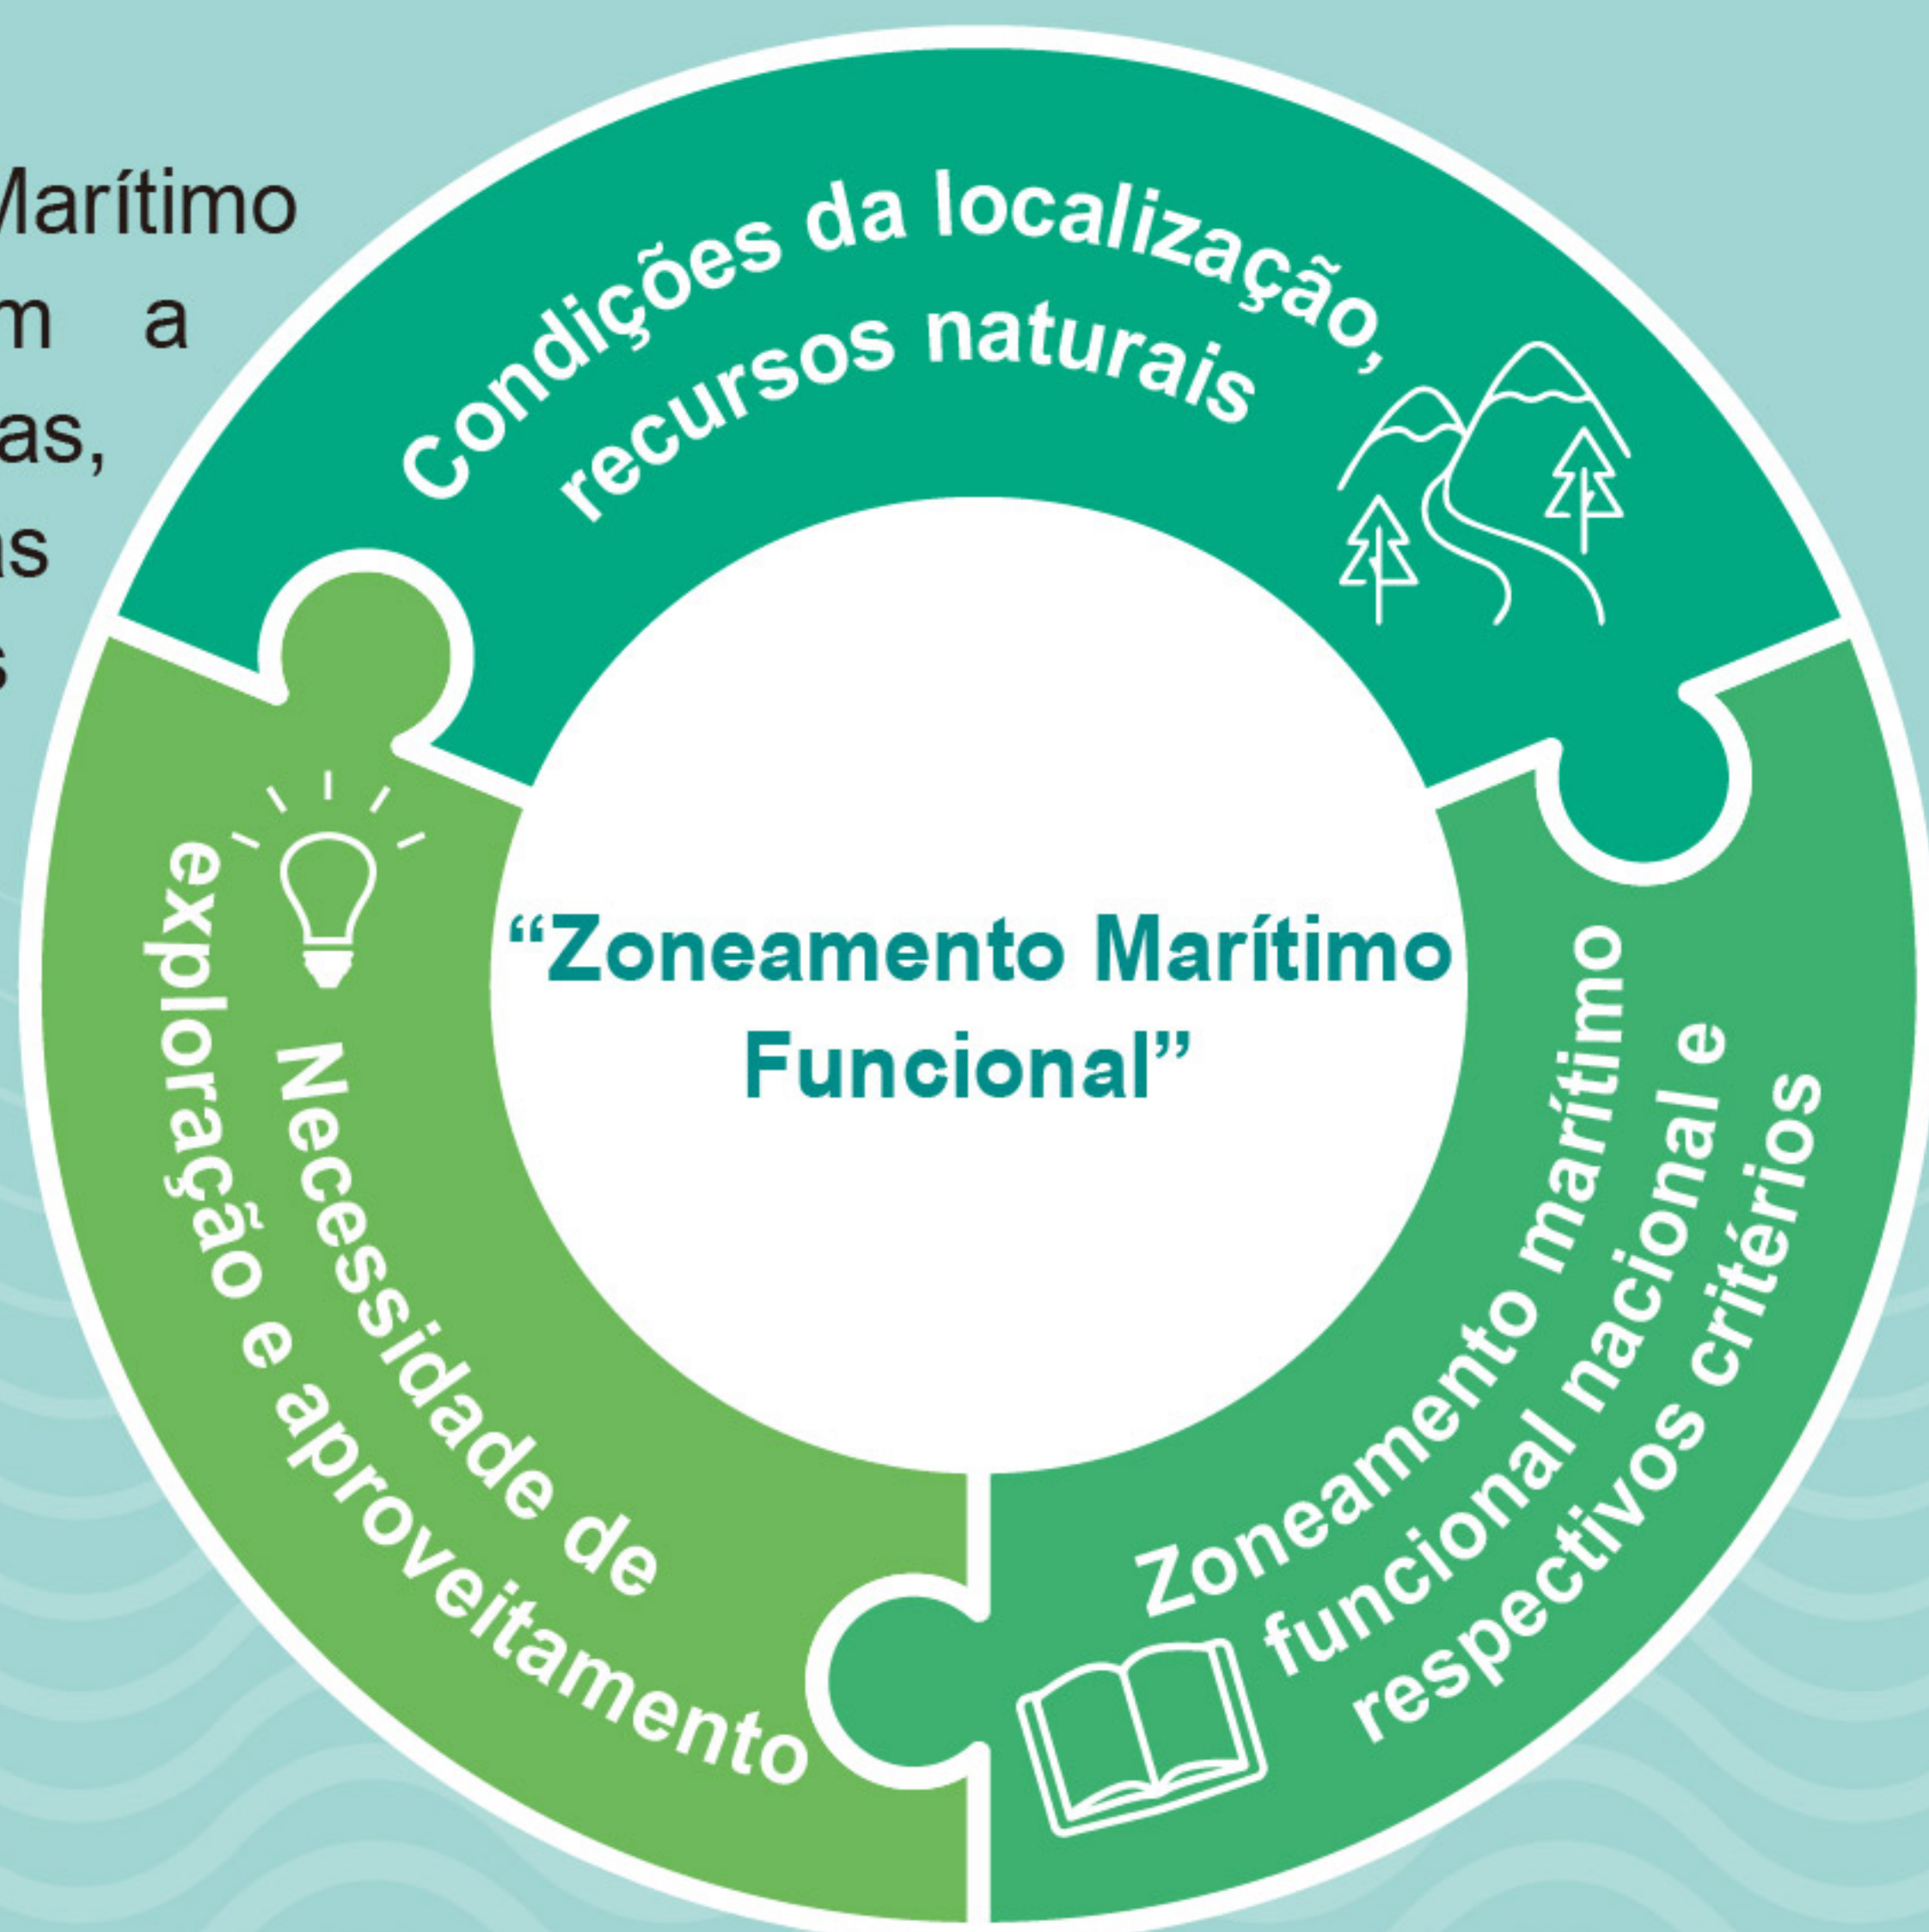 Marítimo
a
Condições da localização,
recursos naturais
“Zoneamento Marítimo
Funcional”
Necessidade de
exploração e aproveitamento
Zoneamento marítimo
funcional nacional e
respectivos critérios